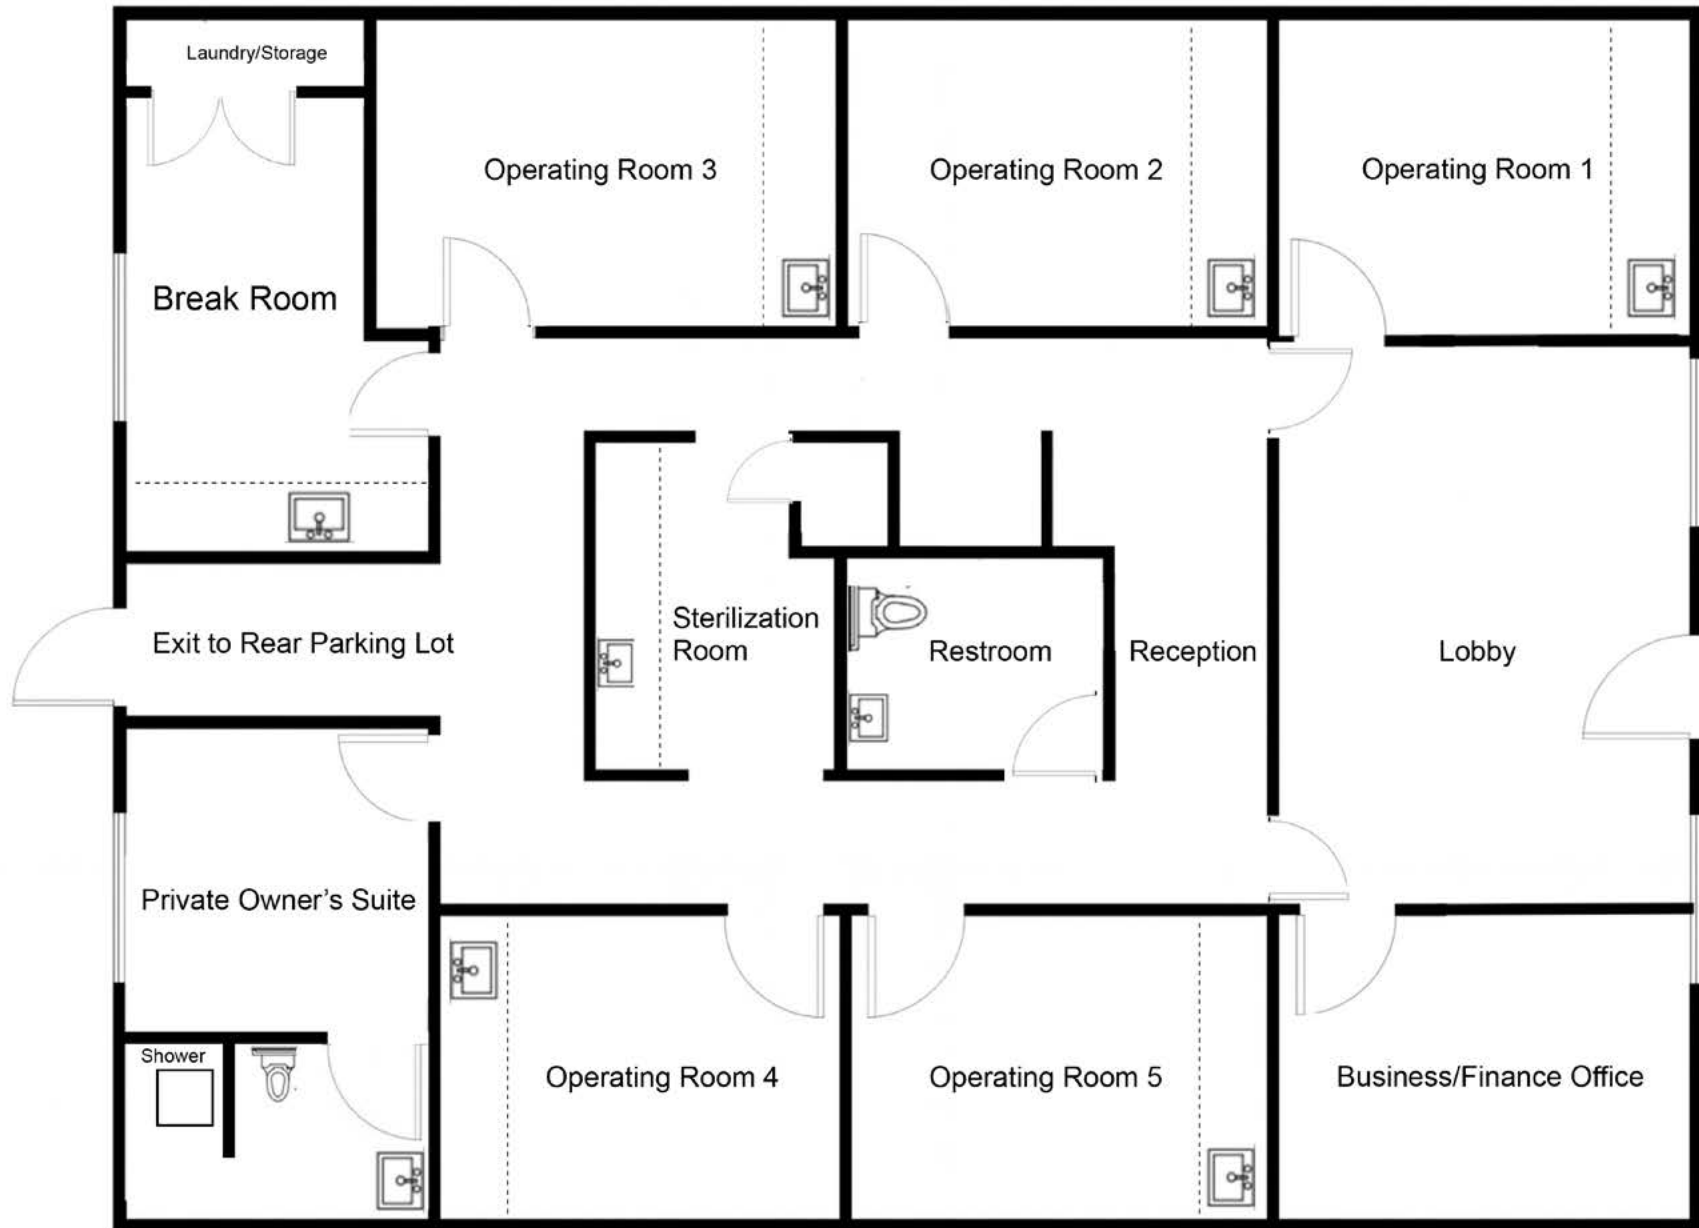 Laundry/Storage
Operating Room 3
Operating Room 2
Operating Room 1
Break Room
Sterilization
Room
Exit to Rear Parking Lot
Restroom
Reception
Lobby
Private Owner’s Suite
Shower
Operating Room 4
Operating Room 5
Business/Finance Office